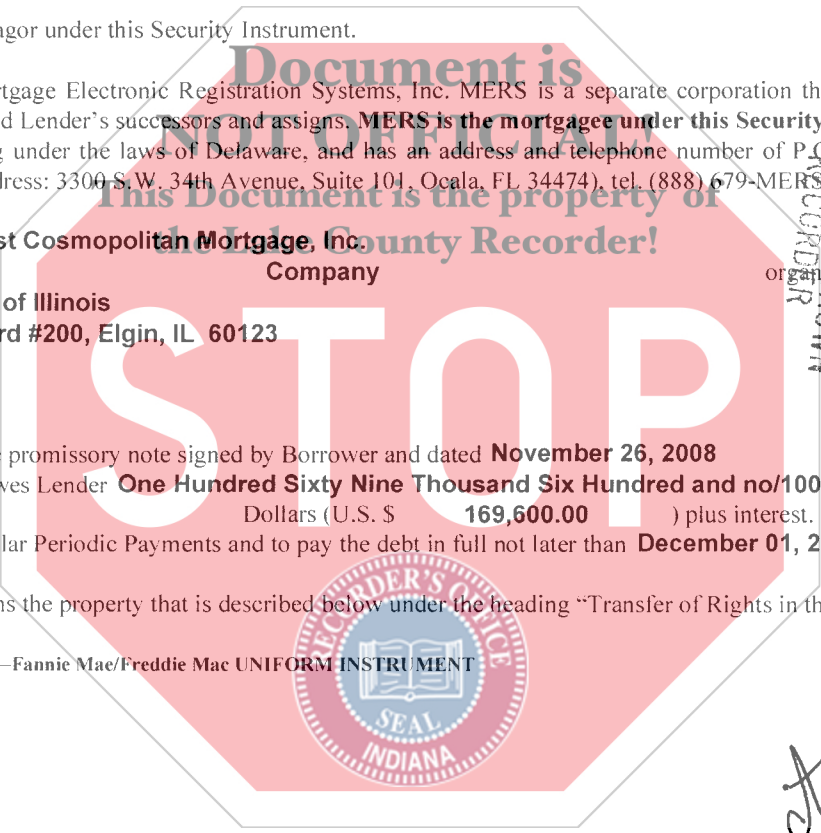 agor under this Security Instrument.
Document is
rtgage Electronic Registration Systems, Inc. MERS is a separate corporation th
d Lender's successors and assigns. MERS is the mortgagee under this Security
NOT OFFICIAL!
g under the laws of Delaware, and has an address and telephone number of P.O
dress: 3300 S.W. 34th Avenue, Suite 101, Ocala, FL 34474), tel. (888) 679-MERS
This Document is the property of
the Lake County Recorder!
st Cosmopolitan Mortgage, Inc.
Company organ
of Illinois
rd #200, Elgin, IL 60123
RECORDER
STOP
e promissory note signed by Borrower and dated November 26, 2008
wes Lender One Hundred Sixty Nine Thousand Six Hundred and no/100
Dollars (U.S. $ 169,600.00 ) plus interest.
lar Periodic Payments and to pay the debt in full not later than December 01, 2
ns the property that is described below under the heading “Transfer of Rights in th
–Fannie Mae/Freddie Mac UNIFORM INSTRUMENT
RECORDER'S OFFICE
SEAL
INDIANA